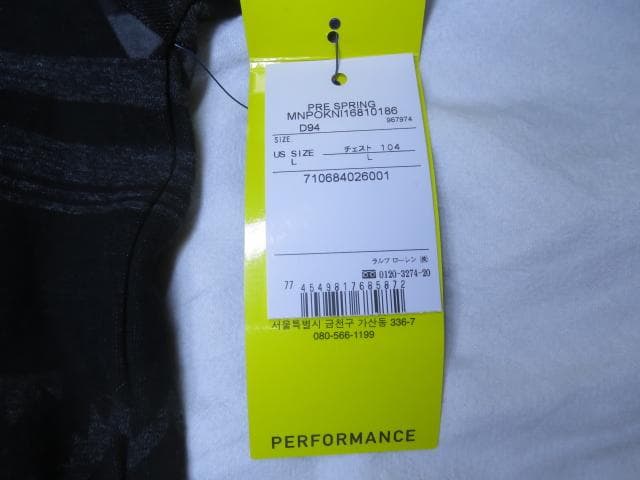 PRE SPRING
MNPOKNI16810186
D94 967974
SIZE
US SIZE チェスト 104
L L
710684026001
ラルフ ローレン ㈱
0120-3274-20
77 4549817685872
서울특별시 금천구 가산동 336-7
080-566-1199
PERFORMANCE